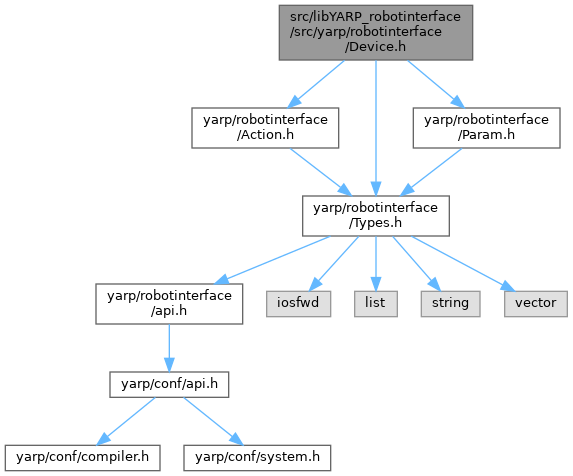 src/libYARP_robotinterface
/src/yarp/robotinterface
/Device.h
yarp/robotinterface
/Action.h
yarp/robotinterface
/Param.h
yarp/robotinterface
/Types.h
yarp/robotinterface
/api.h
iosfwd
list
string
vector
yarp/conf/api.h
yarp/conf/compiler.h
yarp/conf/system.h